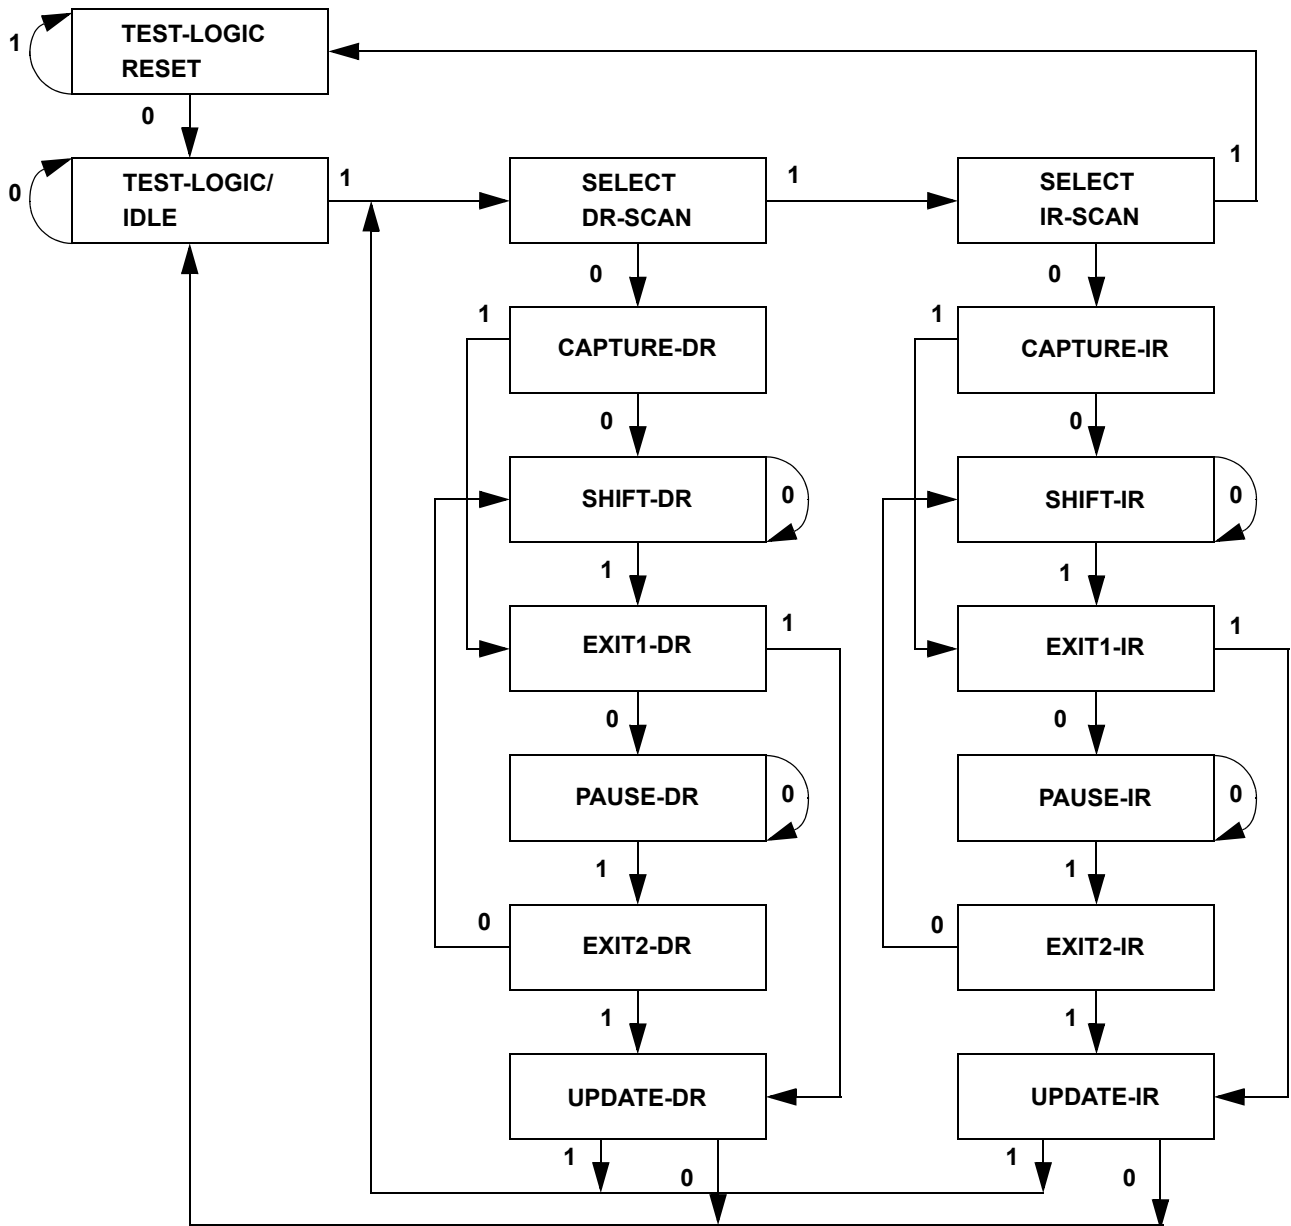 1
TEST-LOGIC
RESET
0
0
TEST-LOGIC/
IDLE
1
SELECT
DR-SCAN
1
SELECT
IR-SCAN
1
0
0
1
CAPTURE-DR
1
CAPTURE-IR
0
0
SHIFT-DR
0
SHIFT-IR
0
1
1
EXIT1-DR
1
EXIT1-IR
1
0
0
PAUSE-DR
0
PAUSE-IR
0
1
1
0
EXIT2-DR
0
EXIT2-IR
1
1
UPDATE-DR
UPDATE-IR
1
0
1
0